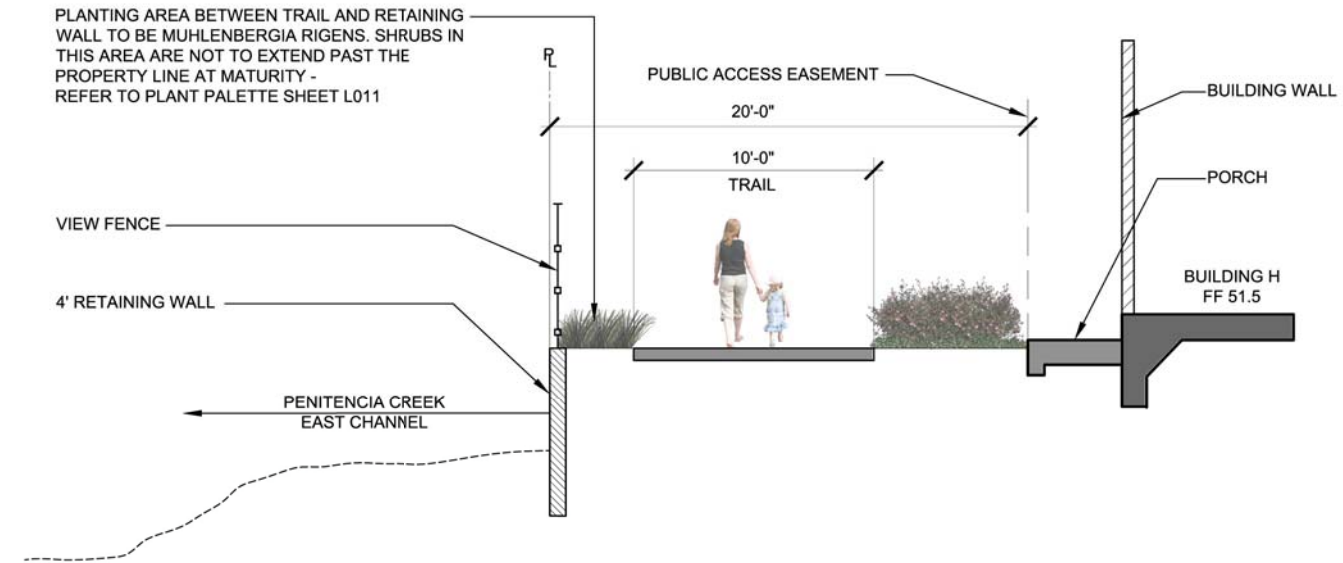 PLANTING AREA BETWEEN TRAIL AND RETAINING
WALL TO BE MUHLENBERGIA RIGENS. SHRUBS IN
THIS AREA ARE NOT TO EXTEND PAST THE
PROPERTY LINE AT MATURITY -
REFER TO PLANT PALETTE SHEET L011
PL
PUBLIC ACCESS EASEMENT
BUILDING WALL
20'-0"
10'-0"
TRAIL
PORCH
VIEW FENCE
BUILDING H
FF 51.5
4' RETAINING WALL
PENITENCIA CREEK
EAST CHANNEL